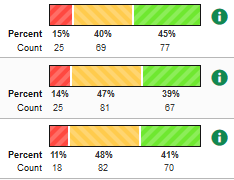 Percent 15% 40% 45%
Count 25 69 77
Percent 14% 47% 39%
Count 25 81 67
Percent 11% 48% 41%
Count 18 82 70